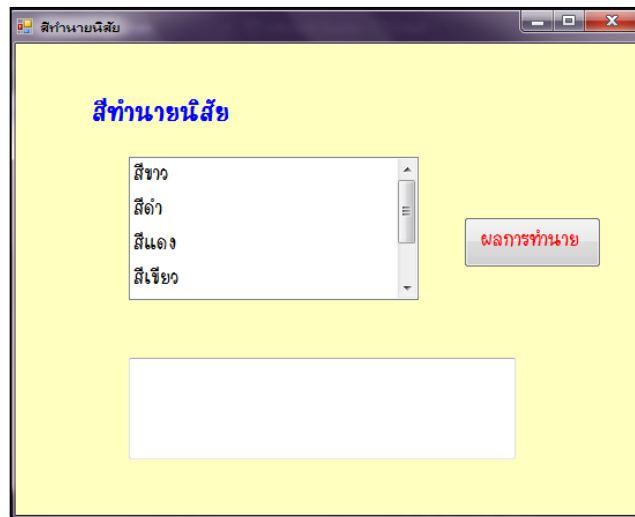 สีทำนายนิสัย
สีทำนายนิสัย
สีขาว
สีดำ
สีแดง
สีเขียว
ผลการทำนาย